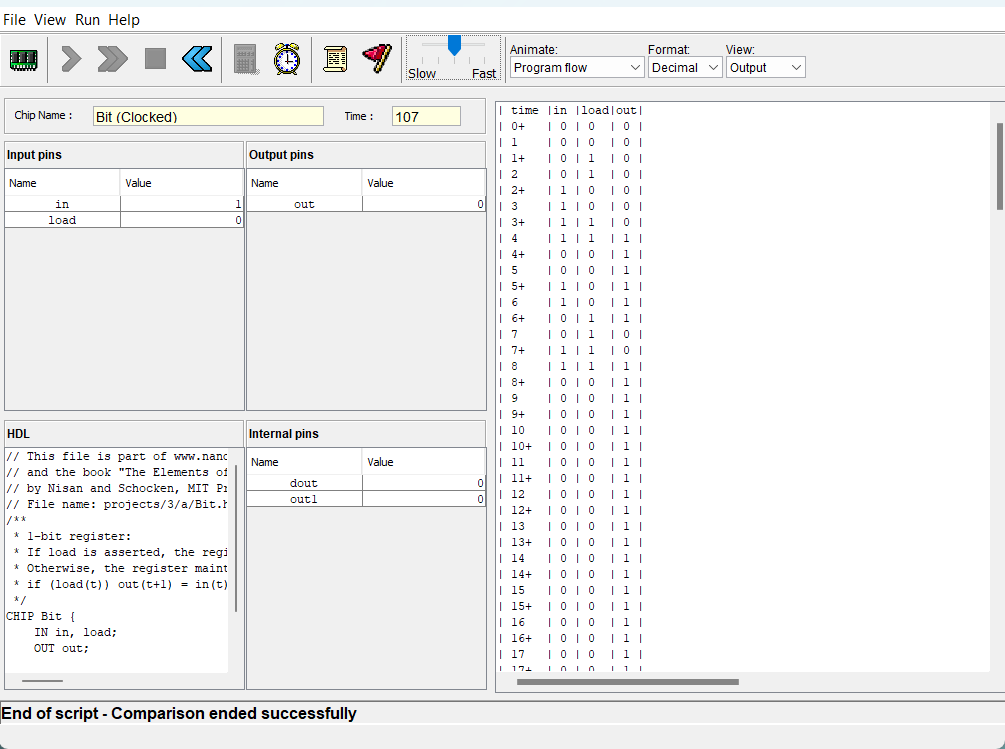 File View Run Help
Slow Fast
Animate: Format: View:
Program flow Decimal Output
Chip Name : Bit (Clocked) Time : 107
Input pins
Name Value
in 1
load 0
Output pins
Name Value
out 0
HDL
// This file is part of www.nanc
// and the book "The Elements of
// by Nisan and Schocken, MIT Pr
// File name: projects/3/a/Bit.h
/**
 * 1-bit register:
 * If load is asserted, the regi
 * Otherwise, the register maint
 * if (load(t)) out(t+1) = in(t)
 */
CHIP Bit {
    IN in, load;
    OUT out;
Internal pins
Name Value
dout 0
out1 0
| time |in |load|out|
| 0+ | 0 | 0 | 0 |
| 1 | 0 | 0 | 0 |
| 1+ | 0 | 1 | 0 |
| 2 | 0 | 1 | 0 |
| 2+ | 1 | 0 | 0 |
| 3 | 1 | 0 | 0 |
| 3+ | 1 | 1 | 0 |
| 4 | 1 | 1 | 1 |
| 4+ | 0 | 0 | 1 |
| 5 | 0 | 0 | 1 |
| 5+ | 1 | 0 | 1 |
| 6 | 1 | 0 | 1 |
| 6+ | 0 | 1 | 1 |
| 7 | 0 | 1 | 0 |
| 7+ | 1 | 1 | 0 |
| 8 | 1 | 1 | 1 |
| 8+ | 0 | 0 | 1 |
| 9 | 0 | 0 | 1 |
| 9+ | 0 | 0 | 1 |
| 10 | 0 | 0 | 1 |
| 10+ | 0 | 0 | 1 |
| 11 | 0 | 0 | 1 |
| 11+ | 0 | 0 | 1 |
| 12 | 0 | 0 | 1 |
| 12+ | 0 | 0 | 1 |
| 13 | 0 | 0 | 1 |
| 13+ | 0 | 0 | 1 |
| 14 | 0 | 0 | 1 |
| 14+ | 0 | 0 | 1 |
| 15 | 0 | 0 | 1 |
| 15+ | 0 | 0 | 1 |
| 16 | 0 | 0 | 1 |
| 16+ | 0 | 0 | 1 |
| 17 | 0 | 0 | 1 |
| 17+ | 0 | 0 | 1 |
End of script - Comparison ended successfully